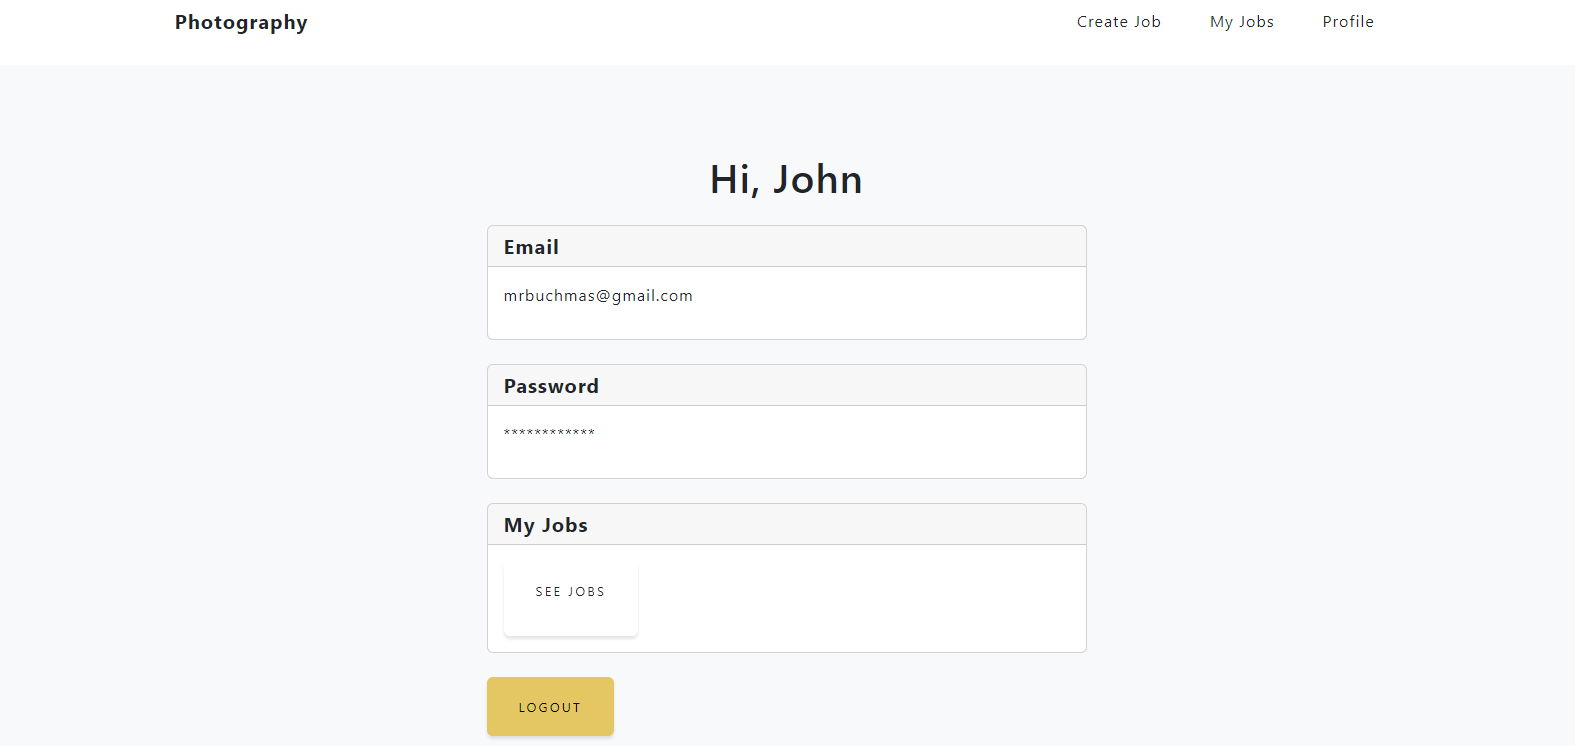 Photography Create Job My Jobs Profile
Hi, John
Email
mrbuchmas@gmail.com
Password
************
My Jobs
SEE JOBS
LOGOUT